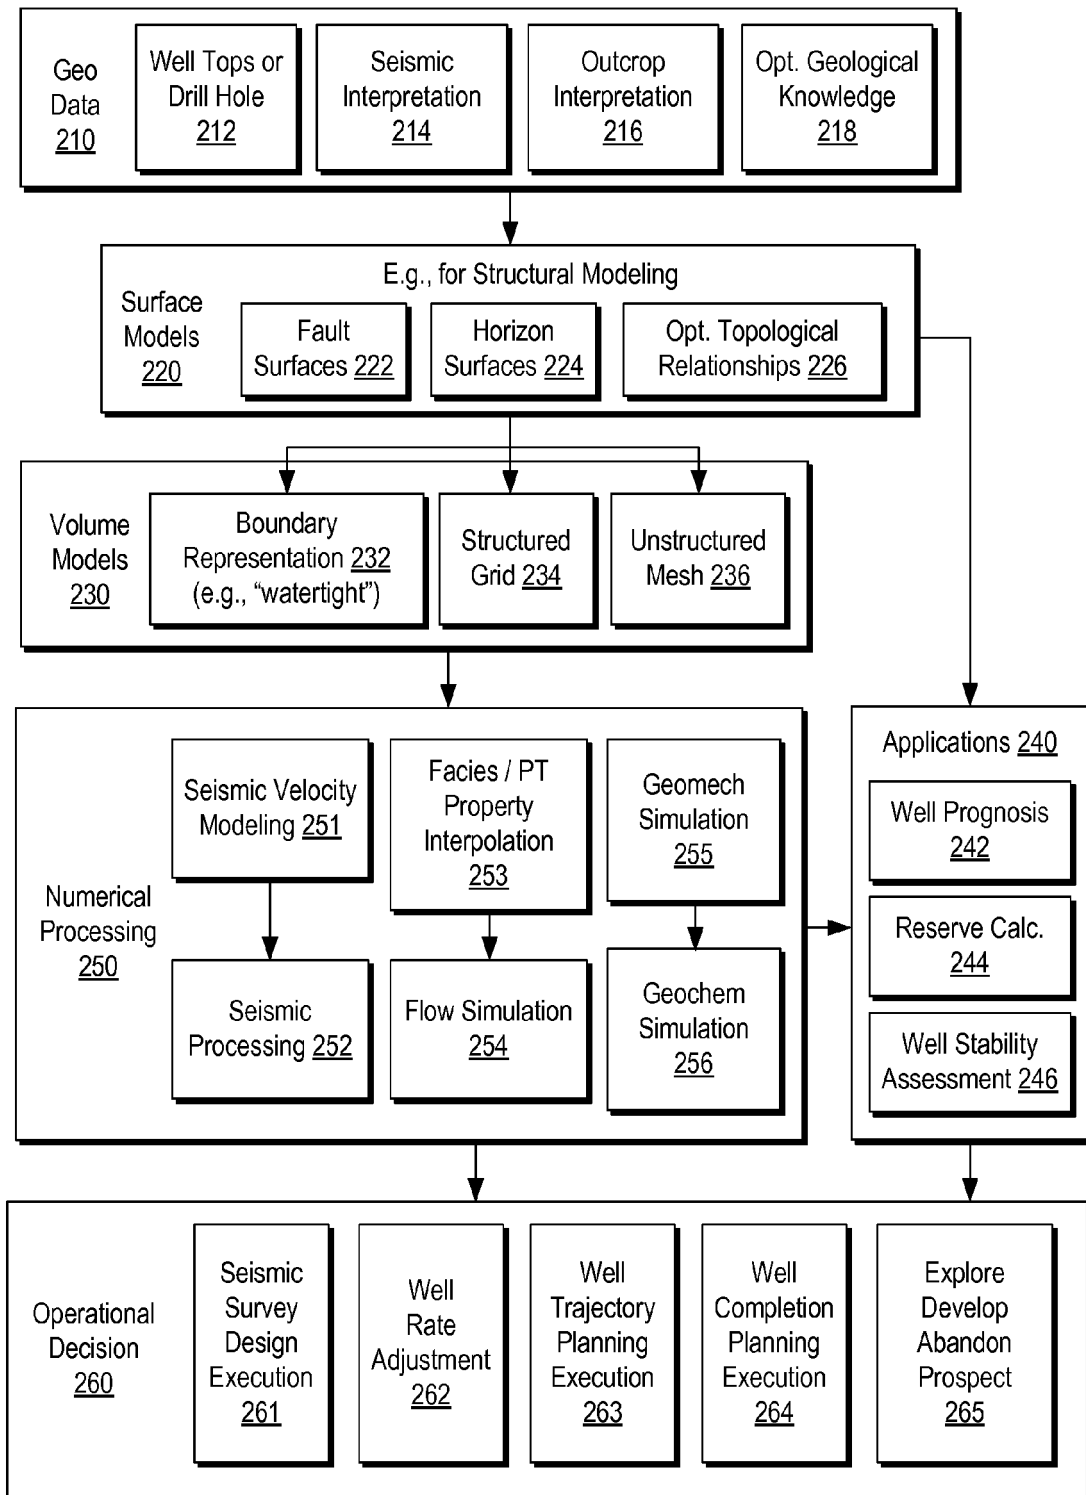 Geo
Data
210
Well Tops or
Drill Hole
212
Seismic
Interpretation
214
Outcrop
Interpretation
216
Opt. Geological
Knowledge
218
E.g., for Structural Modeling
Surface
Models
220
Fault
Surfaces 222
Horizon
Surfaces 224
Opt. Topological
Relationships 226
Volume
Models
230
Boundary
Representation 232
(e.g., “watertight”)
Structured
Grid 234
Unstructured
Mesh 236
Numerical
Processing
250
Seismic Velocity
Modeling 251
Facies / PT
Property
Interpolation
253
Geomech
Simulation
255
Seismic
Processing 252
Flow Simulation
254
Geochem
Simulation
256
Applications 240
Well Prognosis
242
Reserve Calc.
244
Well Stability
Assessment 246
Operational
Decision
260
Seismic
Survey
Design
Execution
261
Well
Rate
Adjustment
262
Well
Trajectory
Planning
Execution
263
Well
Completion
Planning
Execution
264
Explore
Develop
Abandon
Prospect
265